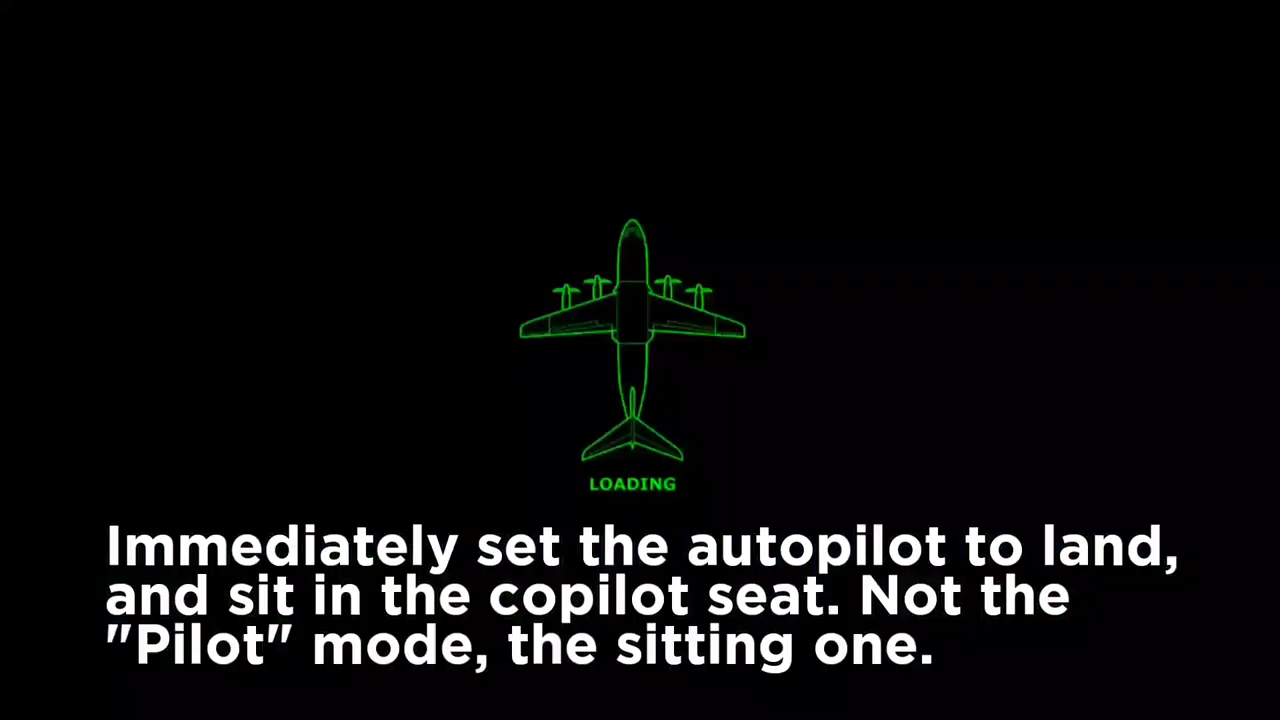 LOADING
Immediately set the autopilot to land,
and sit in the copilot seat. Not the
"Pilot" mode, the sitting one.